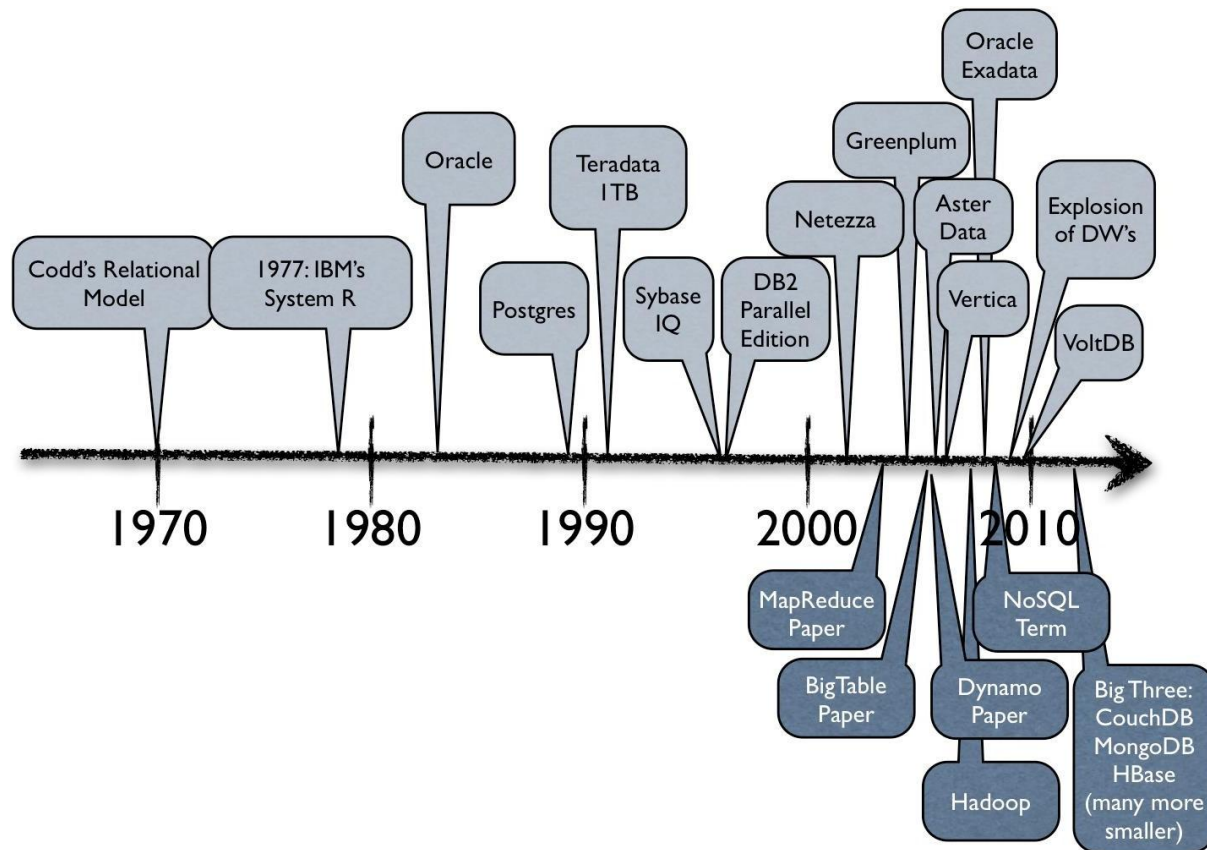 Oracle
Exadata
Greenplum
Oracle
Teradata
1TB
Netezza
Aster
Data
Explosion
of DW's
Codd's Relational
Model
1977: IBM's
System R
Postgres
Sybase
IQ
DB2
Parallel
Edition
Vertica
VoltDB
1970
1980
1990
2000
2010
MapReduce
Paper
NoSQL
Term
BigTable
Paper
Dynamo
Paper
Big Three:
CouchDB
MongoDB
HBase
(many more
smaller)
Hadoop